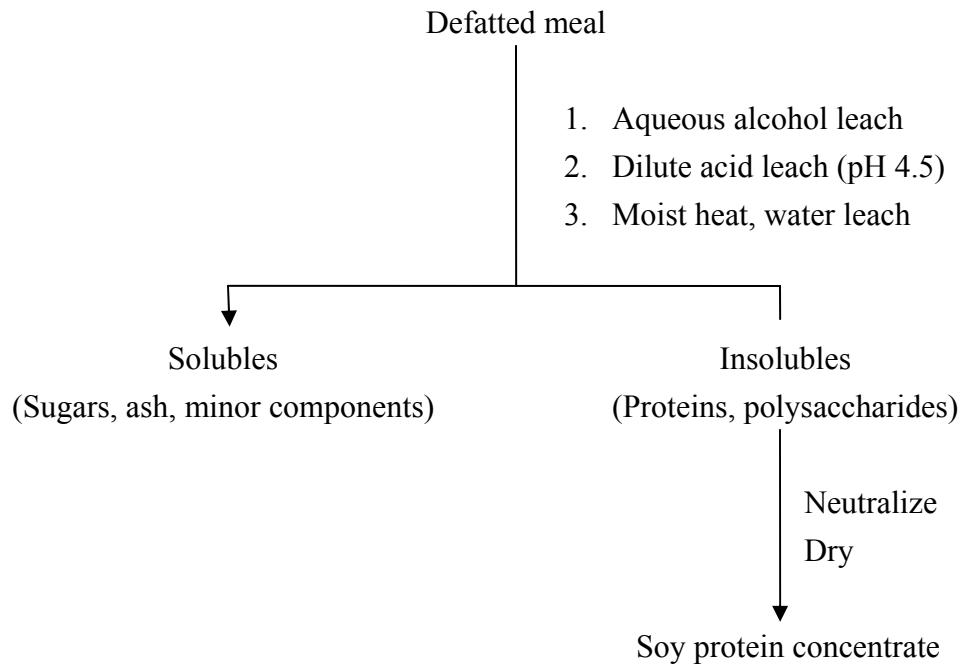 Defatted meal
1. Aqueous alcohol leach
2. Dilute acid leach (pH 4.5)
3. Moist heat, water leach
Solubles
(Sugars, ash, minor components)
Insolubles
(Proteins, polysaccharides)
Neutralize
Dry
Soy protein concentrate